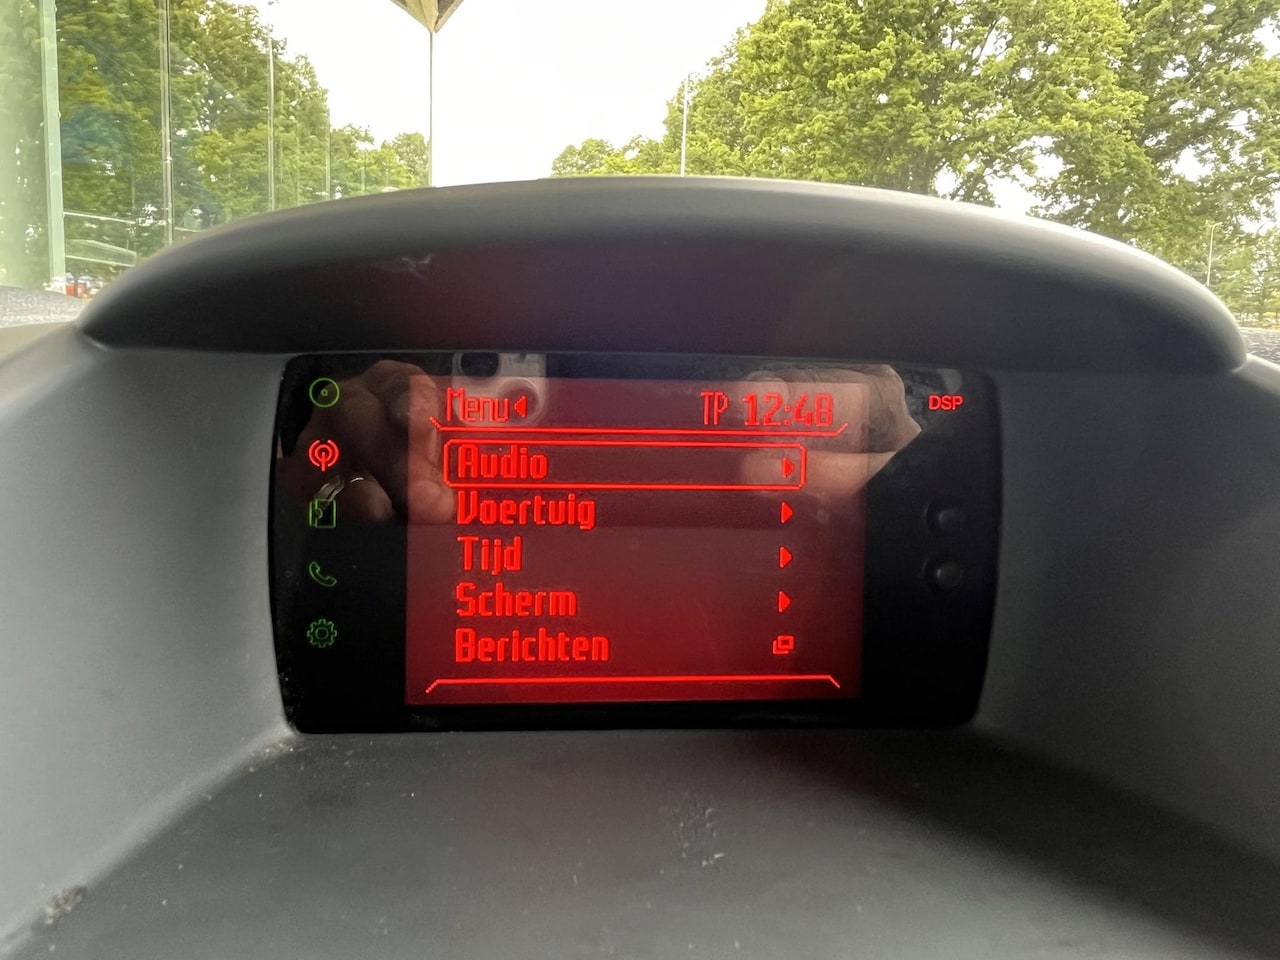 Menu TP 12:48 DSP
Audio
Voertuig
Tijd
Scherm
Berichten